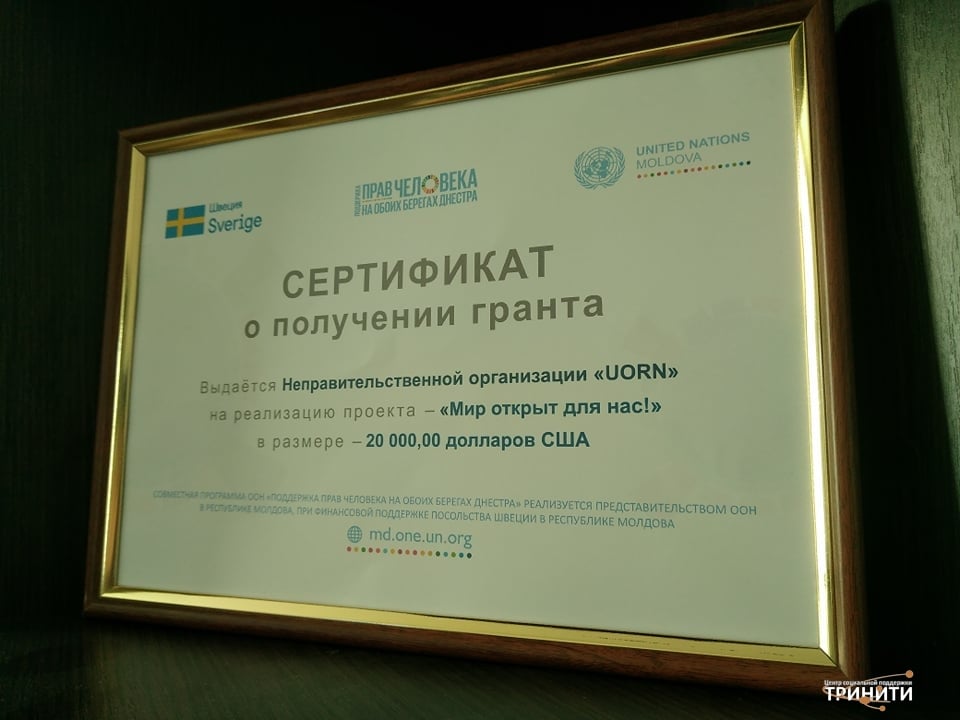 Швеция
Sverige
ПОДДЕРЖКА
ПРАВ ЧЕЛОВЕКА
НА ОБОИХ БЕРЕГАХ ДНЕСТРА
UNITED NATIONS
MOLDOVA
СЕРТИФИКАТ
о получении гранта
Выдаётся Неправительственной организации «UORN»
на реализацию проекта – «Мир открыт для нас!»
в размере – 20 000,00 долларов США
СОВМЕСТНАЯ ПРОГРАММА ООН «ПОДДЕРЖКА ПРАВ ЧЕЛОВЕКА НА ОБОИХ БЕРЕГАХ ДНЕСТРА» РЕАЛИЗУЕТСЯ ПРЕДСТАВИТЕЛЬСТВОМ ООН
В РЕСПУБЛИКЕ МОЛДОВА, ПРИ ФИНАНСОВОЙ ПОДДЕРЖКЕ ПОСОЛЬСТВА ШВЕЦИИ В РЕСПУБЛИКЕ МОЛДОВА
md.one.un.org
Центр социальной поддержки
ТРИНИТИ